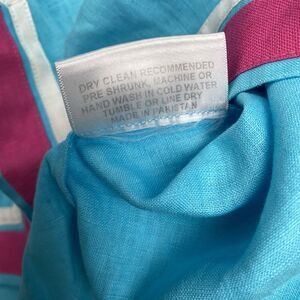 DRY CLEAN RECOMMENDED
PRE SHRUNK, MACHINE OR
HAND WASH IN COLD WATER
TUMBLE OR LINE DRY
MADE IN PAKISTAN